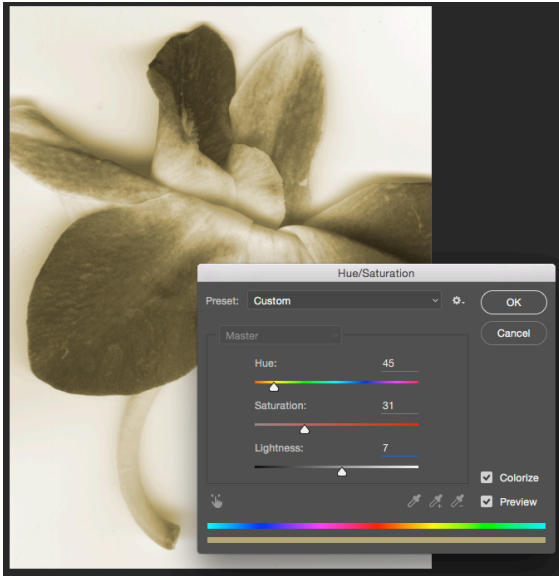 Hue/Saturation
Preset: Custom
OK
Cancel
Master
Hue: 45
Saturation: 31
Lightness: 7
Colorize
Preview